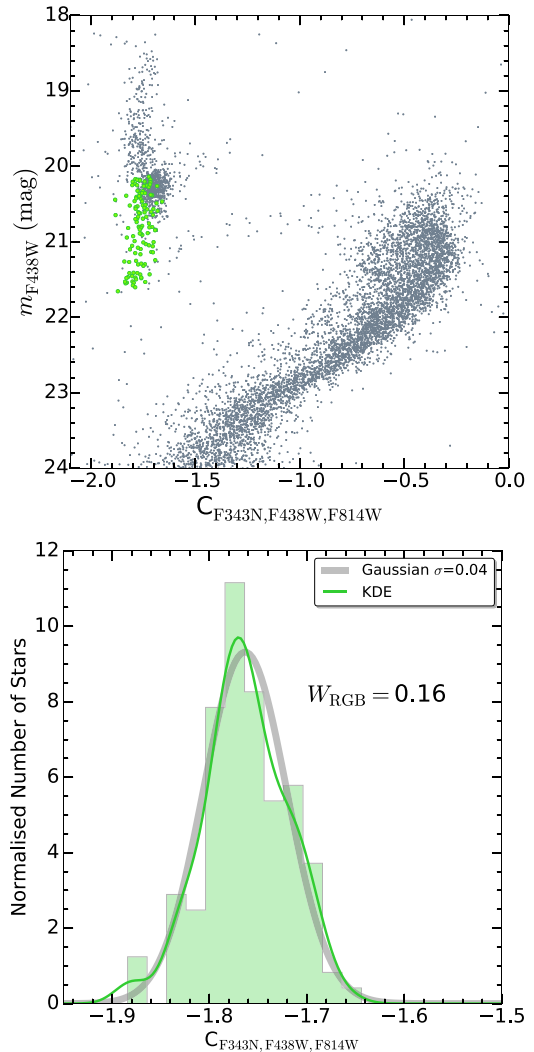 18
19
20
21
22
23
24
m_F438W (mag)
−2.0 −1.5 −1.0 −0.5 0.0
C_F343N,F438W,F814W
12
10
8
6
4
2
0
Normalised Number of Stars
Gaussian σ=0.04
KDE
W_RGB = 0.16
−1.9 −1.8 −1.7 −1.6 −1.5
C_F343N,F438W,F814W